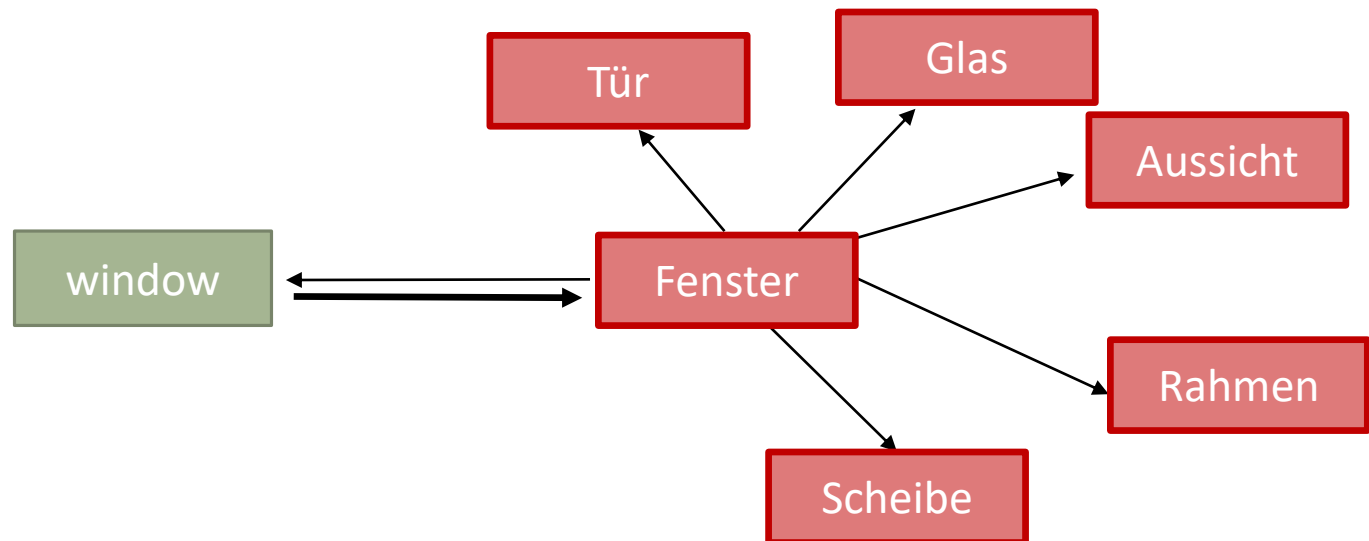 Glas
Tür
Aussicht
window
Fenster
Rahmen
Scheibe